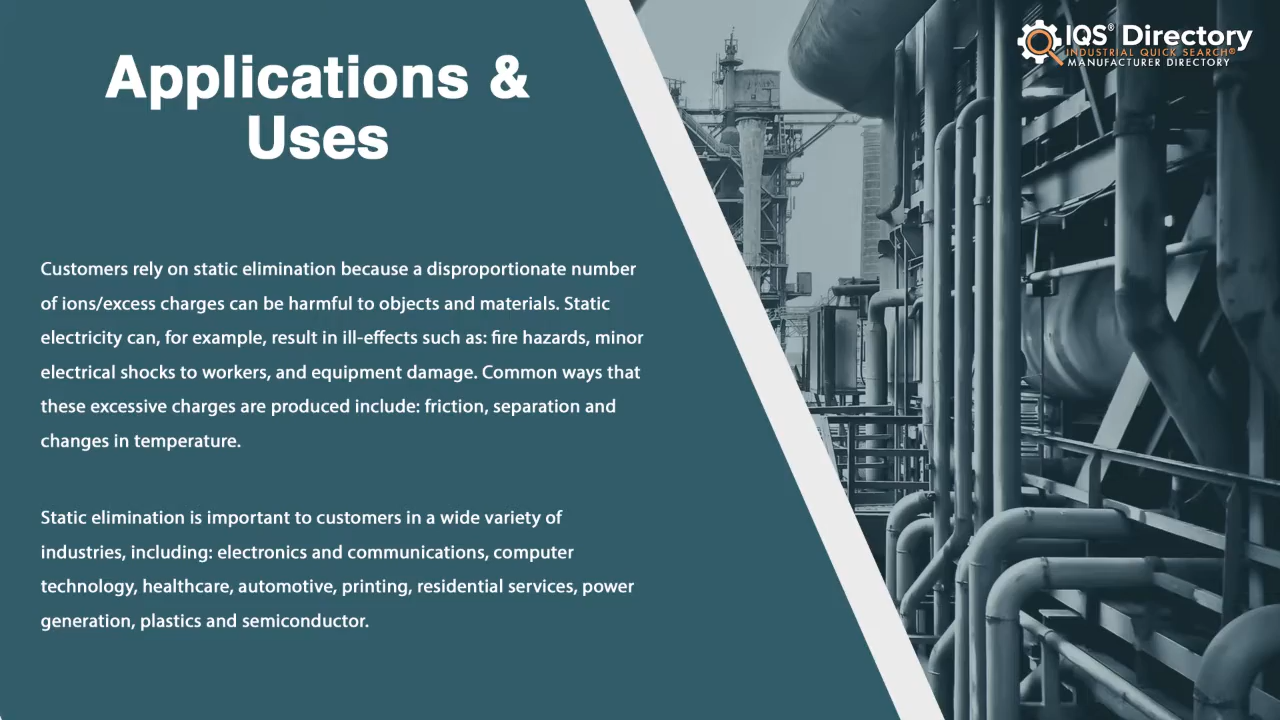 Applications &
Uses
IQS® Directory
INDUSTRIAL QUICK SEARCH®
MANUFACTURER DIRECTORY
Customers rely on static elimination because a disproportionate number
of ions/excess charges can be harmful to objects and materials. Static
electricity can, for example, result in ill-effects such as: fire hazards, minor
electrical shocks to workers, and equipment damage. Common ways that
these excessive charges are produced include: friction, separation and
changes in temperature.
Static elimination is important to customers in a wide variety of
industries, including: electronics and communications, computer
technology, healthcare, automotive, printing, residential services, power
generation, plastics and semiconductor.